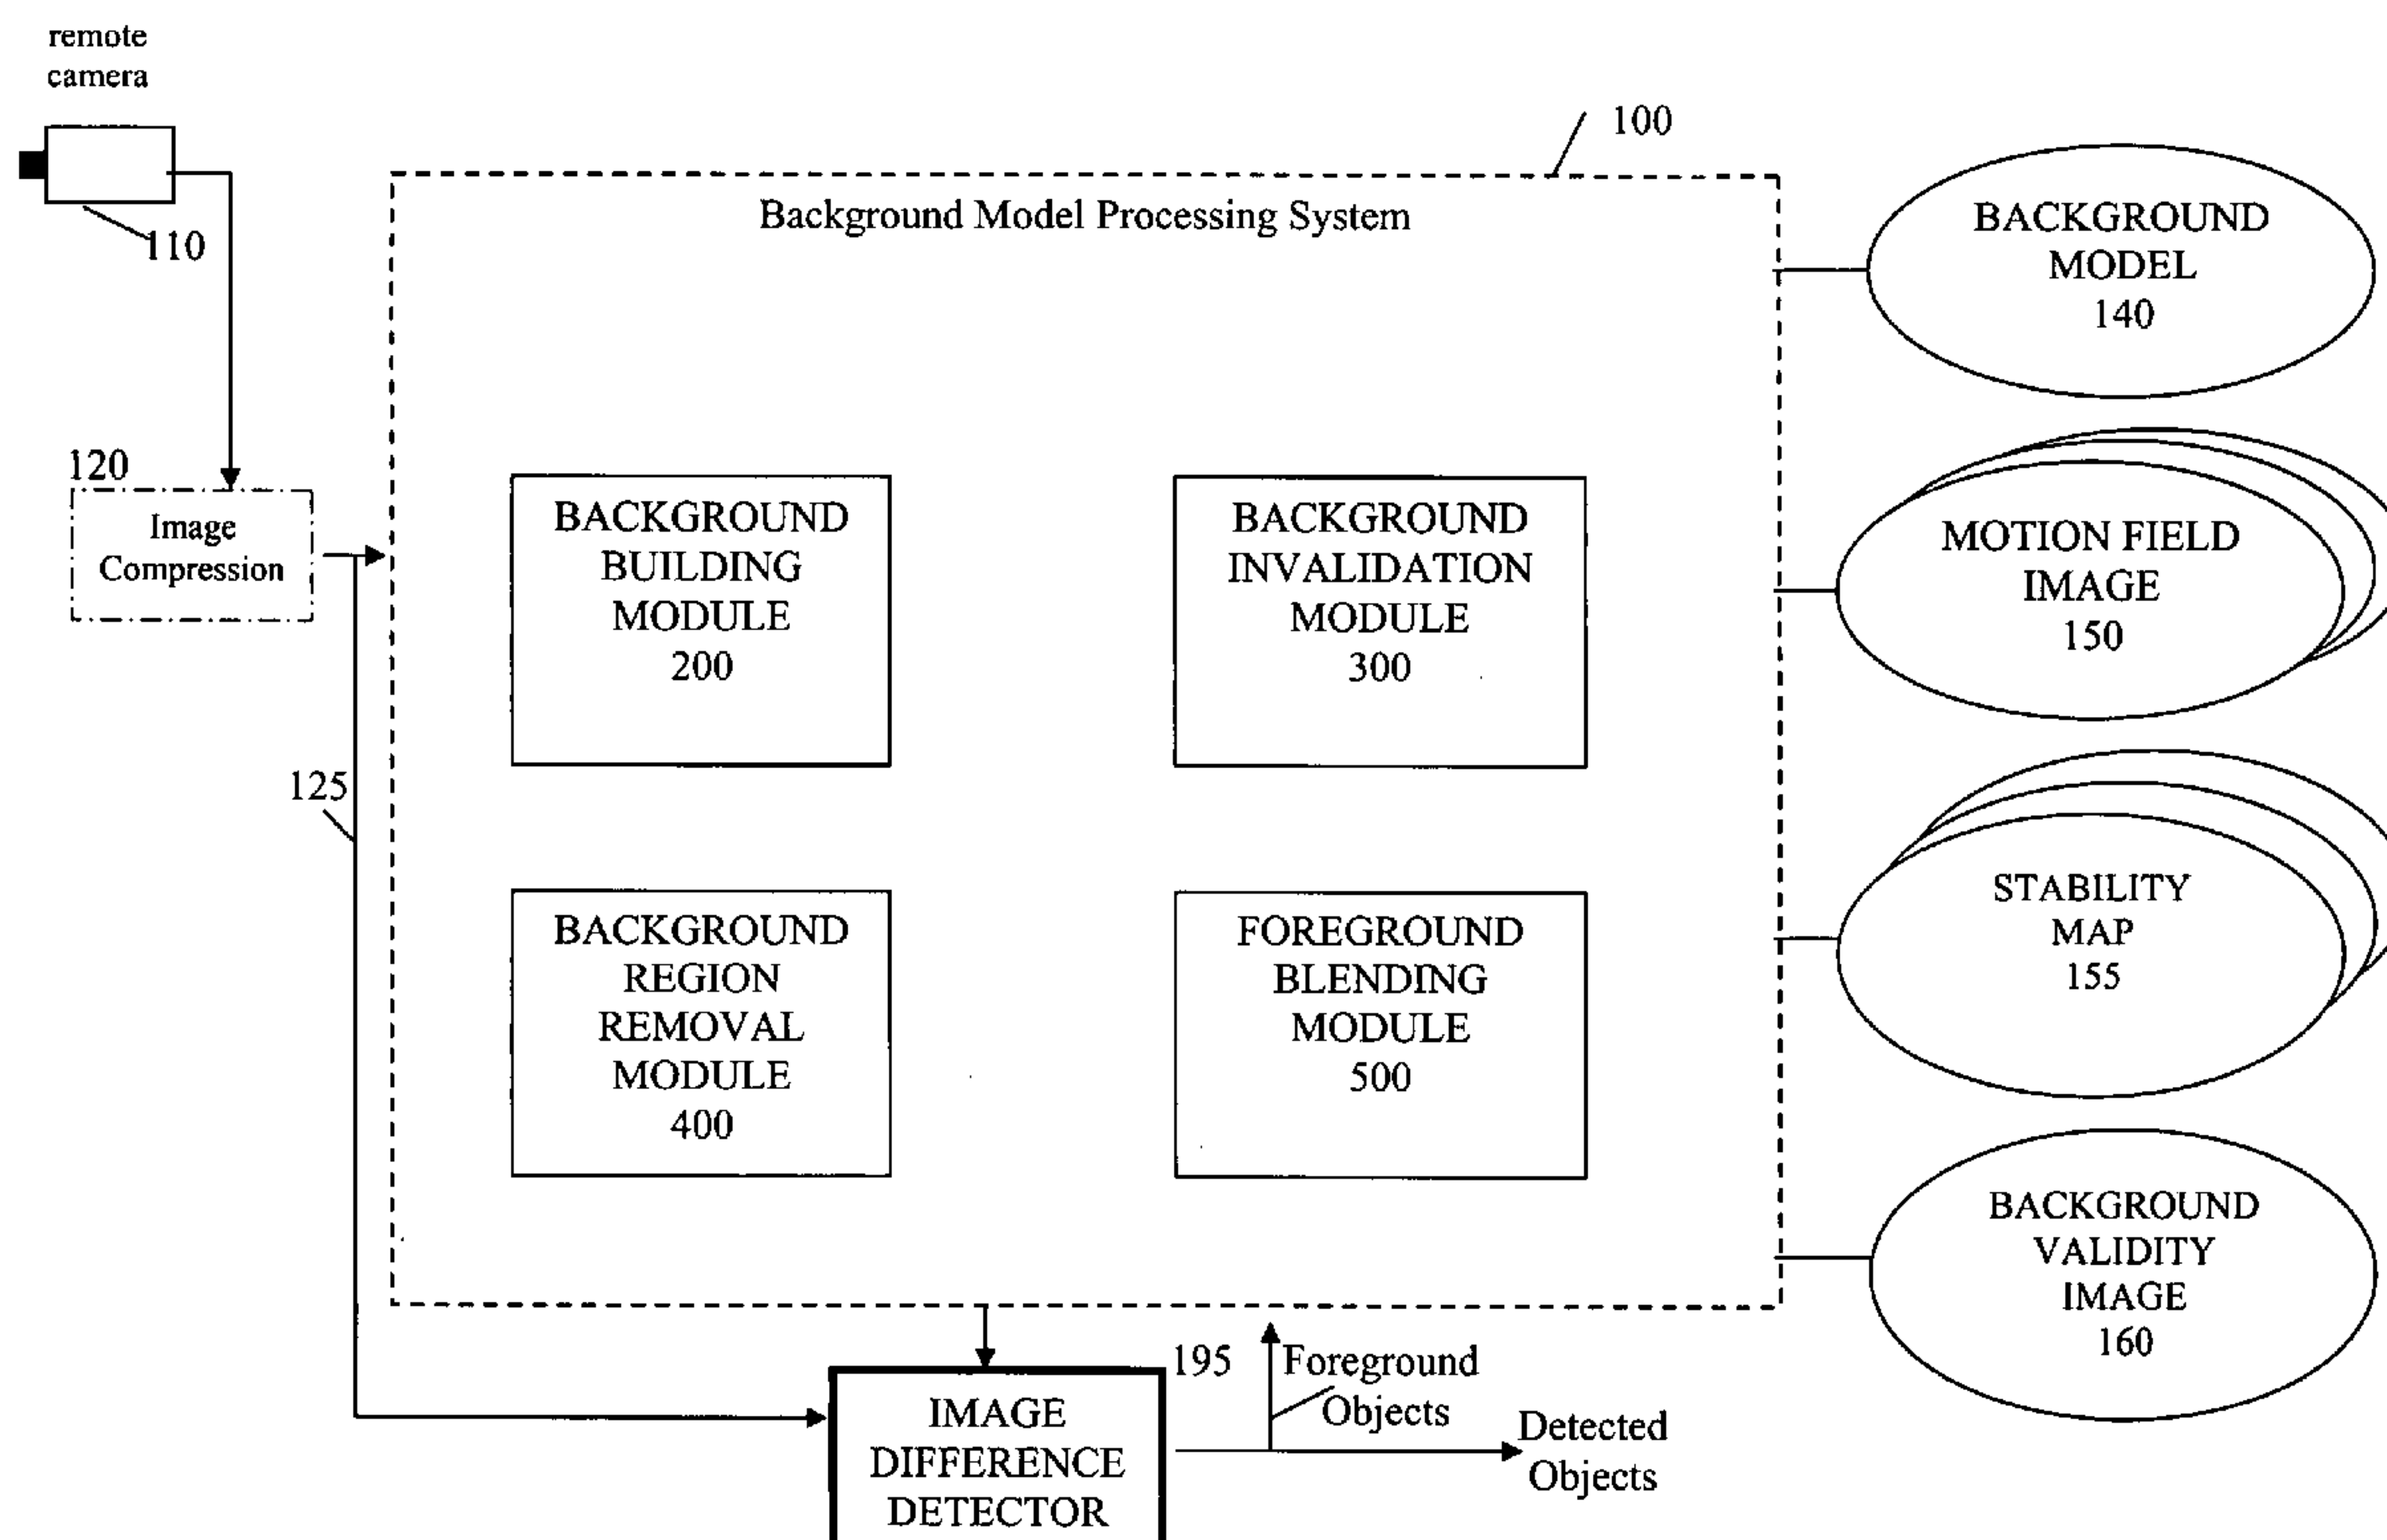 remote
camera
110
100
Background Model Processing System
120
Image
Compression
125
BACKGROUND
BUILDING
MODULE
200
BACKGROUND
INVALIDATION
MODULE
300
BACKGROUND
REGION
REMOVAL
MODULE
400
FOREGROUND
BLENDING
MODULE
500
BACKGROUND
MODEL
140
MOTION FIELD
IMAGE
150
STABILITY
MAP
155
BACKGROUND
VALIDITY
IMAGE
160
195
IMAGE
DIFFERENCE
DETECTOR
Foreground
Objects
Detected
Objects